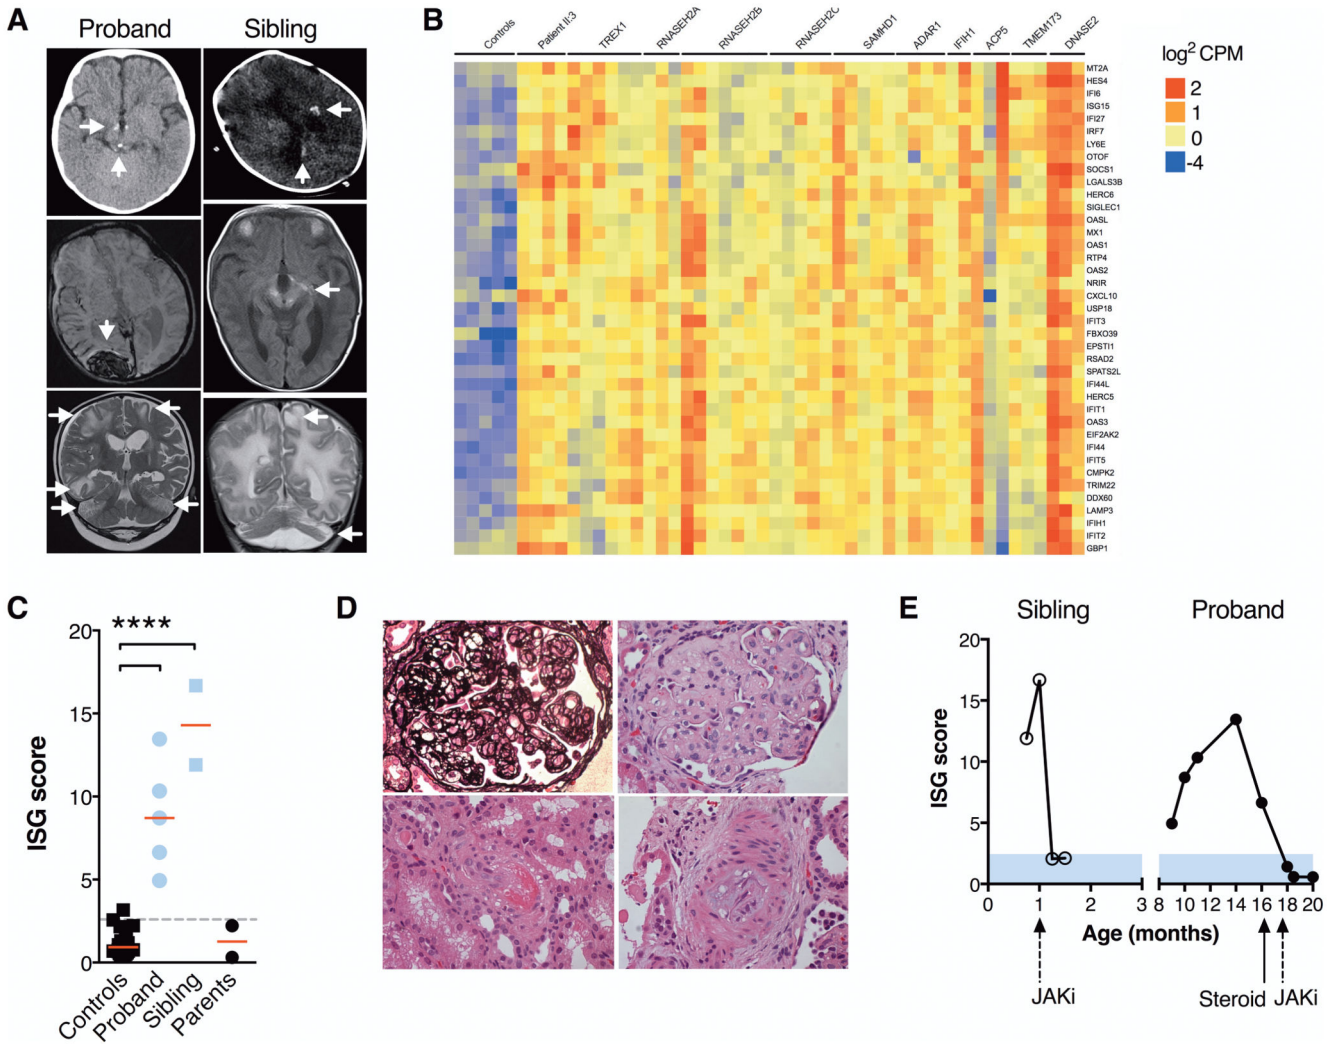 A
Proband
Sibling
B
Controls
Patient II:3
TREX1
RNASEH2A
RNASEH2B
RNASEH2C
SAMHD1
ADAR1
IFIH1
ACP5
TMEM173
DNASE2
log2 CPM
2
1
0
-4
MT2A
HES4
IFI6
ISG15
IFI27
IRF7
LY6E
OTOF
SOCS1
LGALS3B
HERC6
SIGLEC1
OASL
MX1
OAS1
RTP4
OAS2
NRIR
CXCL10
USP18
IFIT3
FBXO39
EPSTI1
RSAD2
SPATS2L
IFI44L
HERC5
IFIT1
OAS3
EIF2AK2
IFI44
IFIT5
CMPK2
TRIM22
DDX60
LAMP3
IFIH1
IFIT2
GBP1
C
****
20
15
10
5
0
ISG score
Controls
Proband
Sibling
Parents
D
E
Sibling
Proband
20
15
10
5
0
ISG score
0 1 2 3 8 10 12 14 16 18 20
Age (months)
JAKi
Steroid JAKi